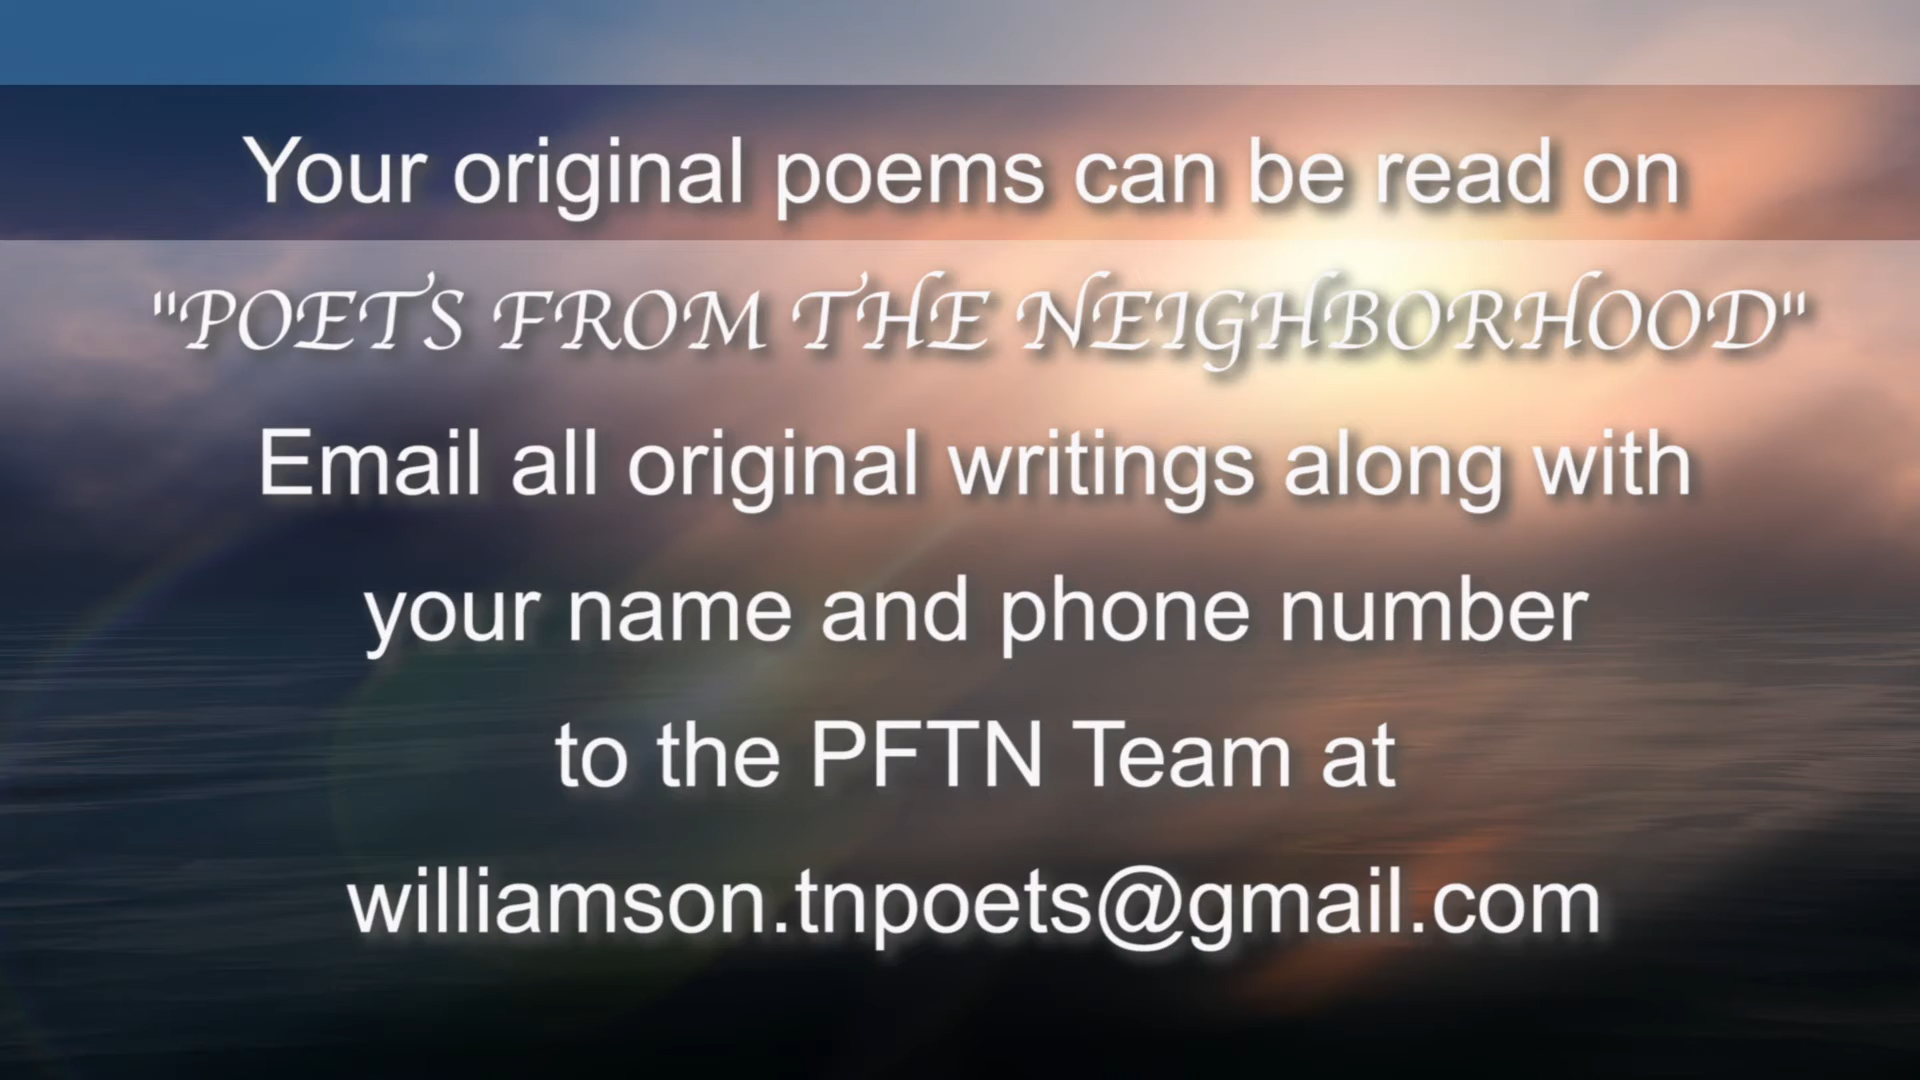 Your original poems can be read on
"POETS FROM THE NEIGHBORHOOD"
Email all original writings along with
your name and phone number
to the PFTN Team at
williamson.tnpoets@gmail.com